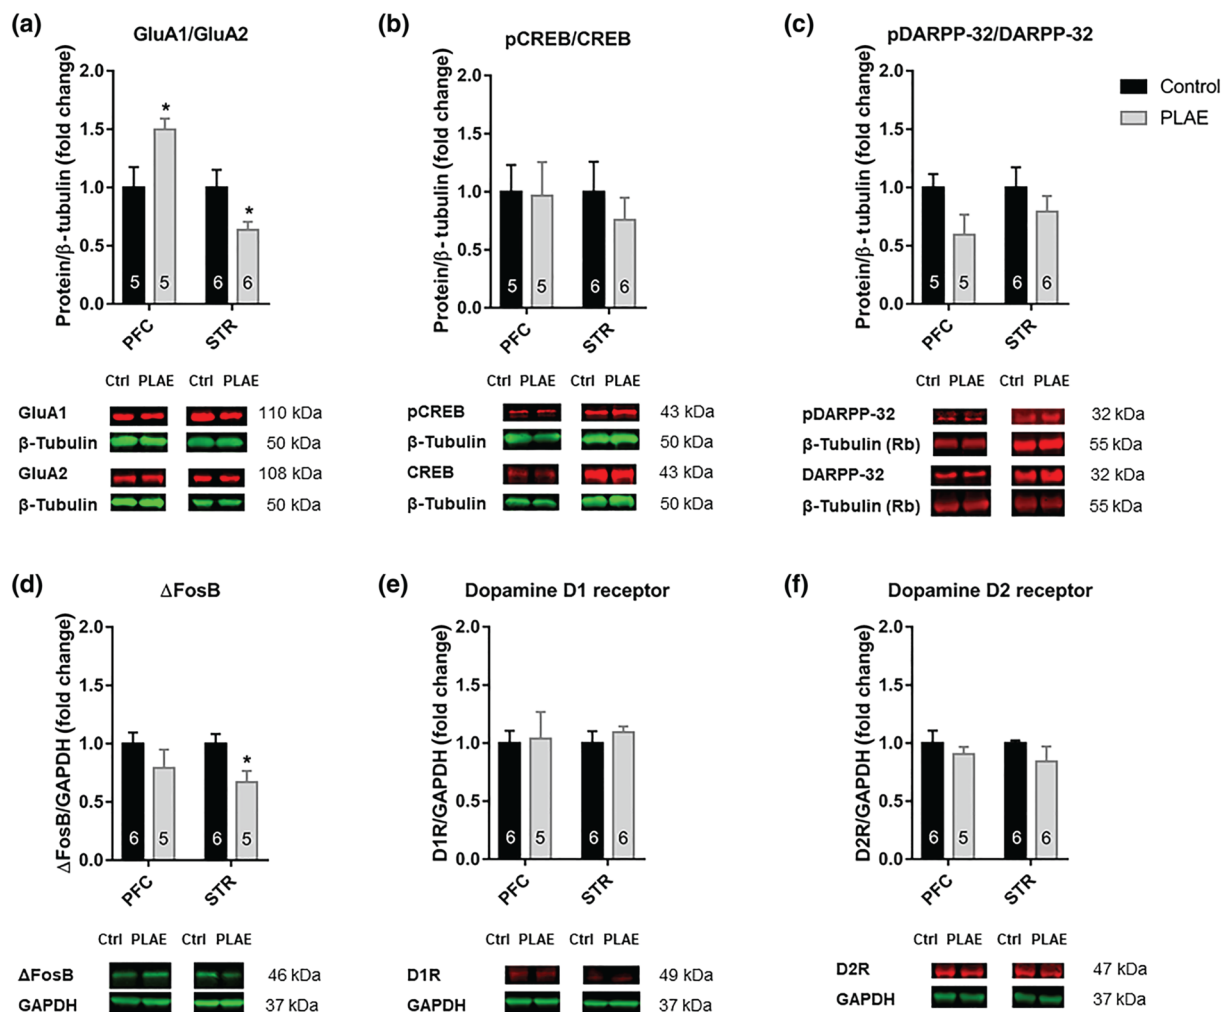 (a)
GluA1/GluA2
Protein/β-tubulin (fold change)
2.0
1.5
1.0
0.5
0.0
*
*
5
5
6
6
PFC
STR
Ctrl PLAE
Ctrl PLAE
GluA1
110 kDa
β-Tubulin
50 kDa
GluA2
108 kDa
β-Tubulin
50 kDa
(b)
pCREB/CREB
Protein/β- tubulin (fold change)
2.0
1.5
1.0
0.5
0.0
5
5
6
6
PFC
STR
Ctrl PLAE
Ctrl PLAE
pCREB
43 kDa
β-Tubulin
50 kDa
CREB
43 kDa
β-Tubulin
50 kDa
(c)
pDARPP-32/DARPP-32
Protein/β- tubulin (fold change)
2.0
1.5
1.0
0.5
0.0
5
5
6
6
PFC
STR
Control
PLAE
Ctrl PLAE
Ctrl PLAE
pDARPP-32
32 kDa
β-Tubulin (Rb)
55 kDa
DARPP-32
32 kDa
β-Tubulin (Rb)
55 kDa
(d)
ΔFosB
ΔFosB/GAPDH (fold change)
2.0
1.5
1.0
0.5
0.0
*
6
5
6
5
PFC
STR
Ctrl PLAE
Ctrl PLAE
ΔFosB
46 kDa
GAPDH
37 kDa
(e)
Dopamine D1 receptor
D1R/GAPDH (fold change)
2.0
1.5
1.0
0.5
0.0
6
5
6
6
PFC
STR
Ctrl PLAE
Ctrl PLAE
D1R
49 kDa
GAPDH
37 kDa
(f)
Dopamine D2 receptor
D2R/GAPDH (fold change)
2.0
1.5
1.0
0.5
0.0
6
5
6
6
PFC
STR
Ctrl PLAE
Ctrl PLAE
D2R
47 kDa
GAPDH
37 kDa